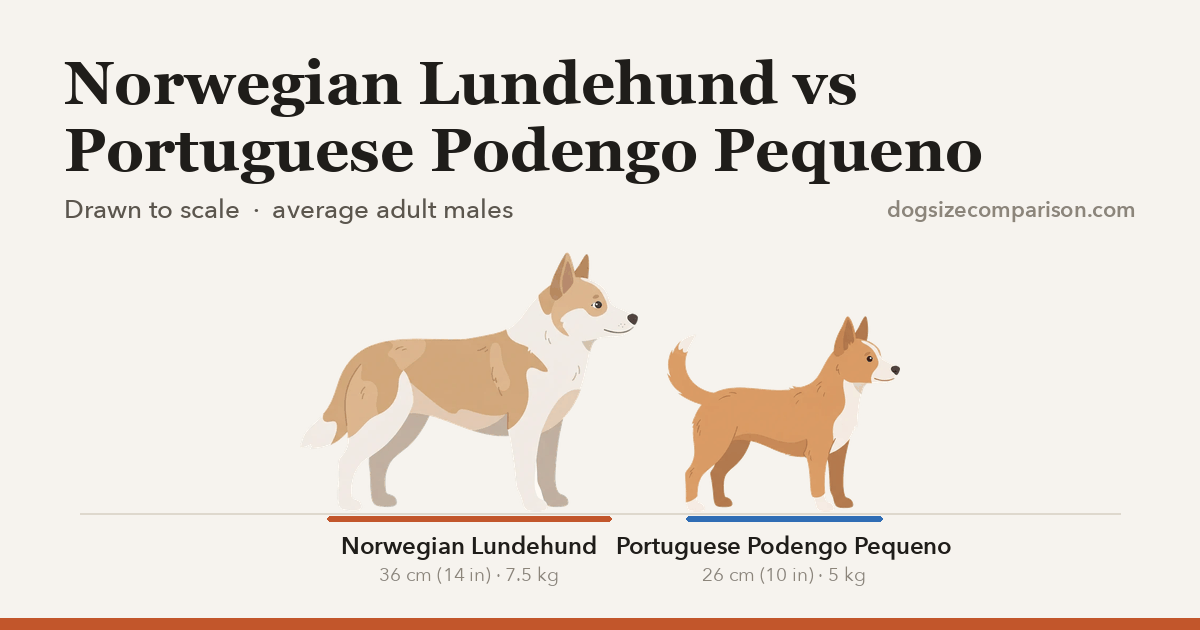 Norwegian Lundehund vs
Portuguese Podengo Pequeno
Drawn to scale · average adult males
dogsizecomparison.com
Norwegian Lundehund
36 cm (14 in) · 7.5 kg
Portuguese Podengo Pequeno
26 cm (10 in) · 5 kg